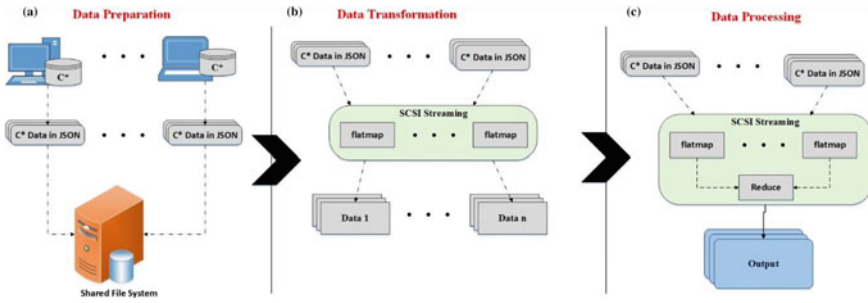 (a) Data Preparation
C*
C*
C* Data in JSON
C* Data in JSON
Shared File System
(b) Data Transformation
C* Data in JSON
C* Data in JSON
SCSI Streaming
flatmap
flatmap
Data 1
Data n
(c) Data Processing
C* Data in JSON
C* Data in JSON
SCSI Streaming
flatmap
flatmap
Reduce
Output